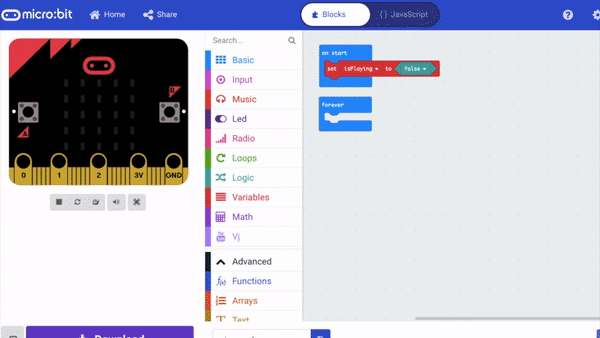 micro:bit Home Share Blocks {} JavaScript ?
Search...
Basic
Input
Music
Led
Radio
Loops
Logic
Variables
Math
Vj
Advanced
Functions
Arrays
Text
on start
set isPlaying to false
forever
B
A
0 1 2 3V GND
Download